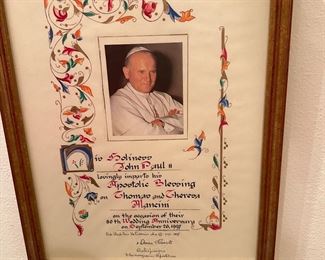 His Holiness
John Paul II
lovingly imparts his
Apostolic Blessing
on Thomas and Theresa
Mancini
on the occasion of their
50th Wedding Anniversary
on September 20, 1997